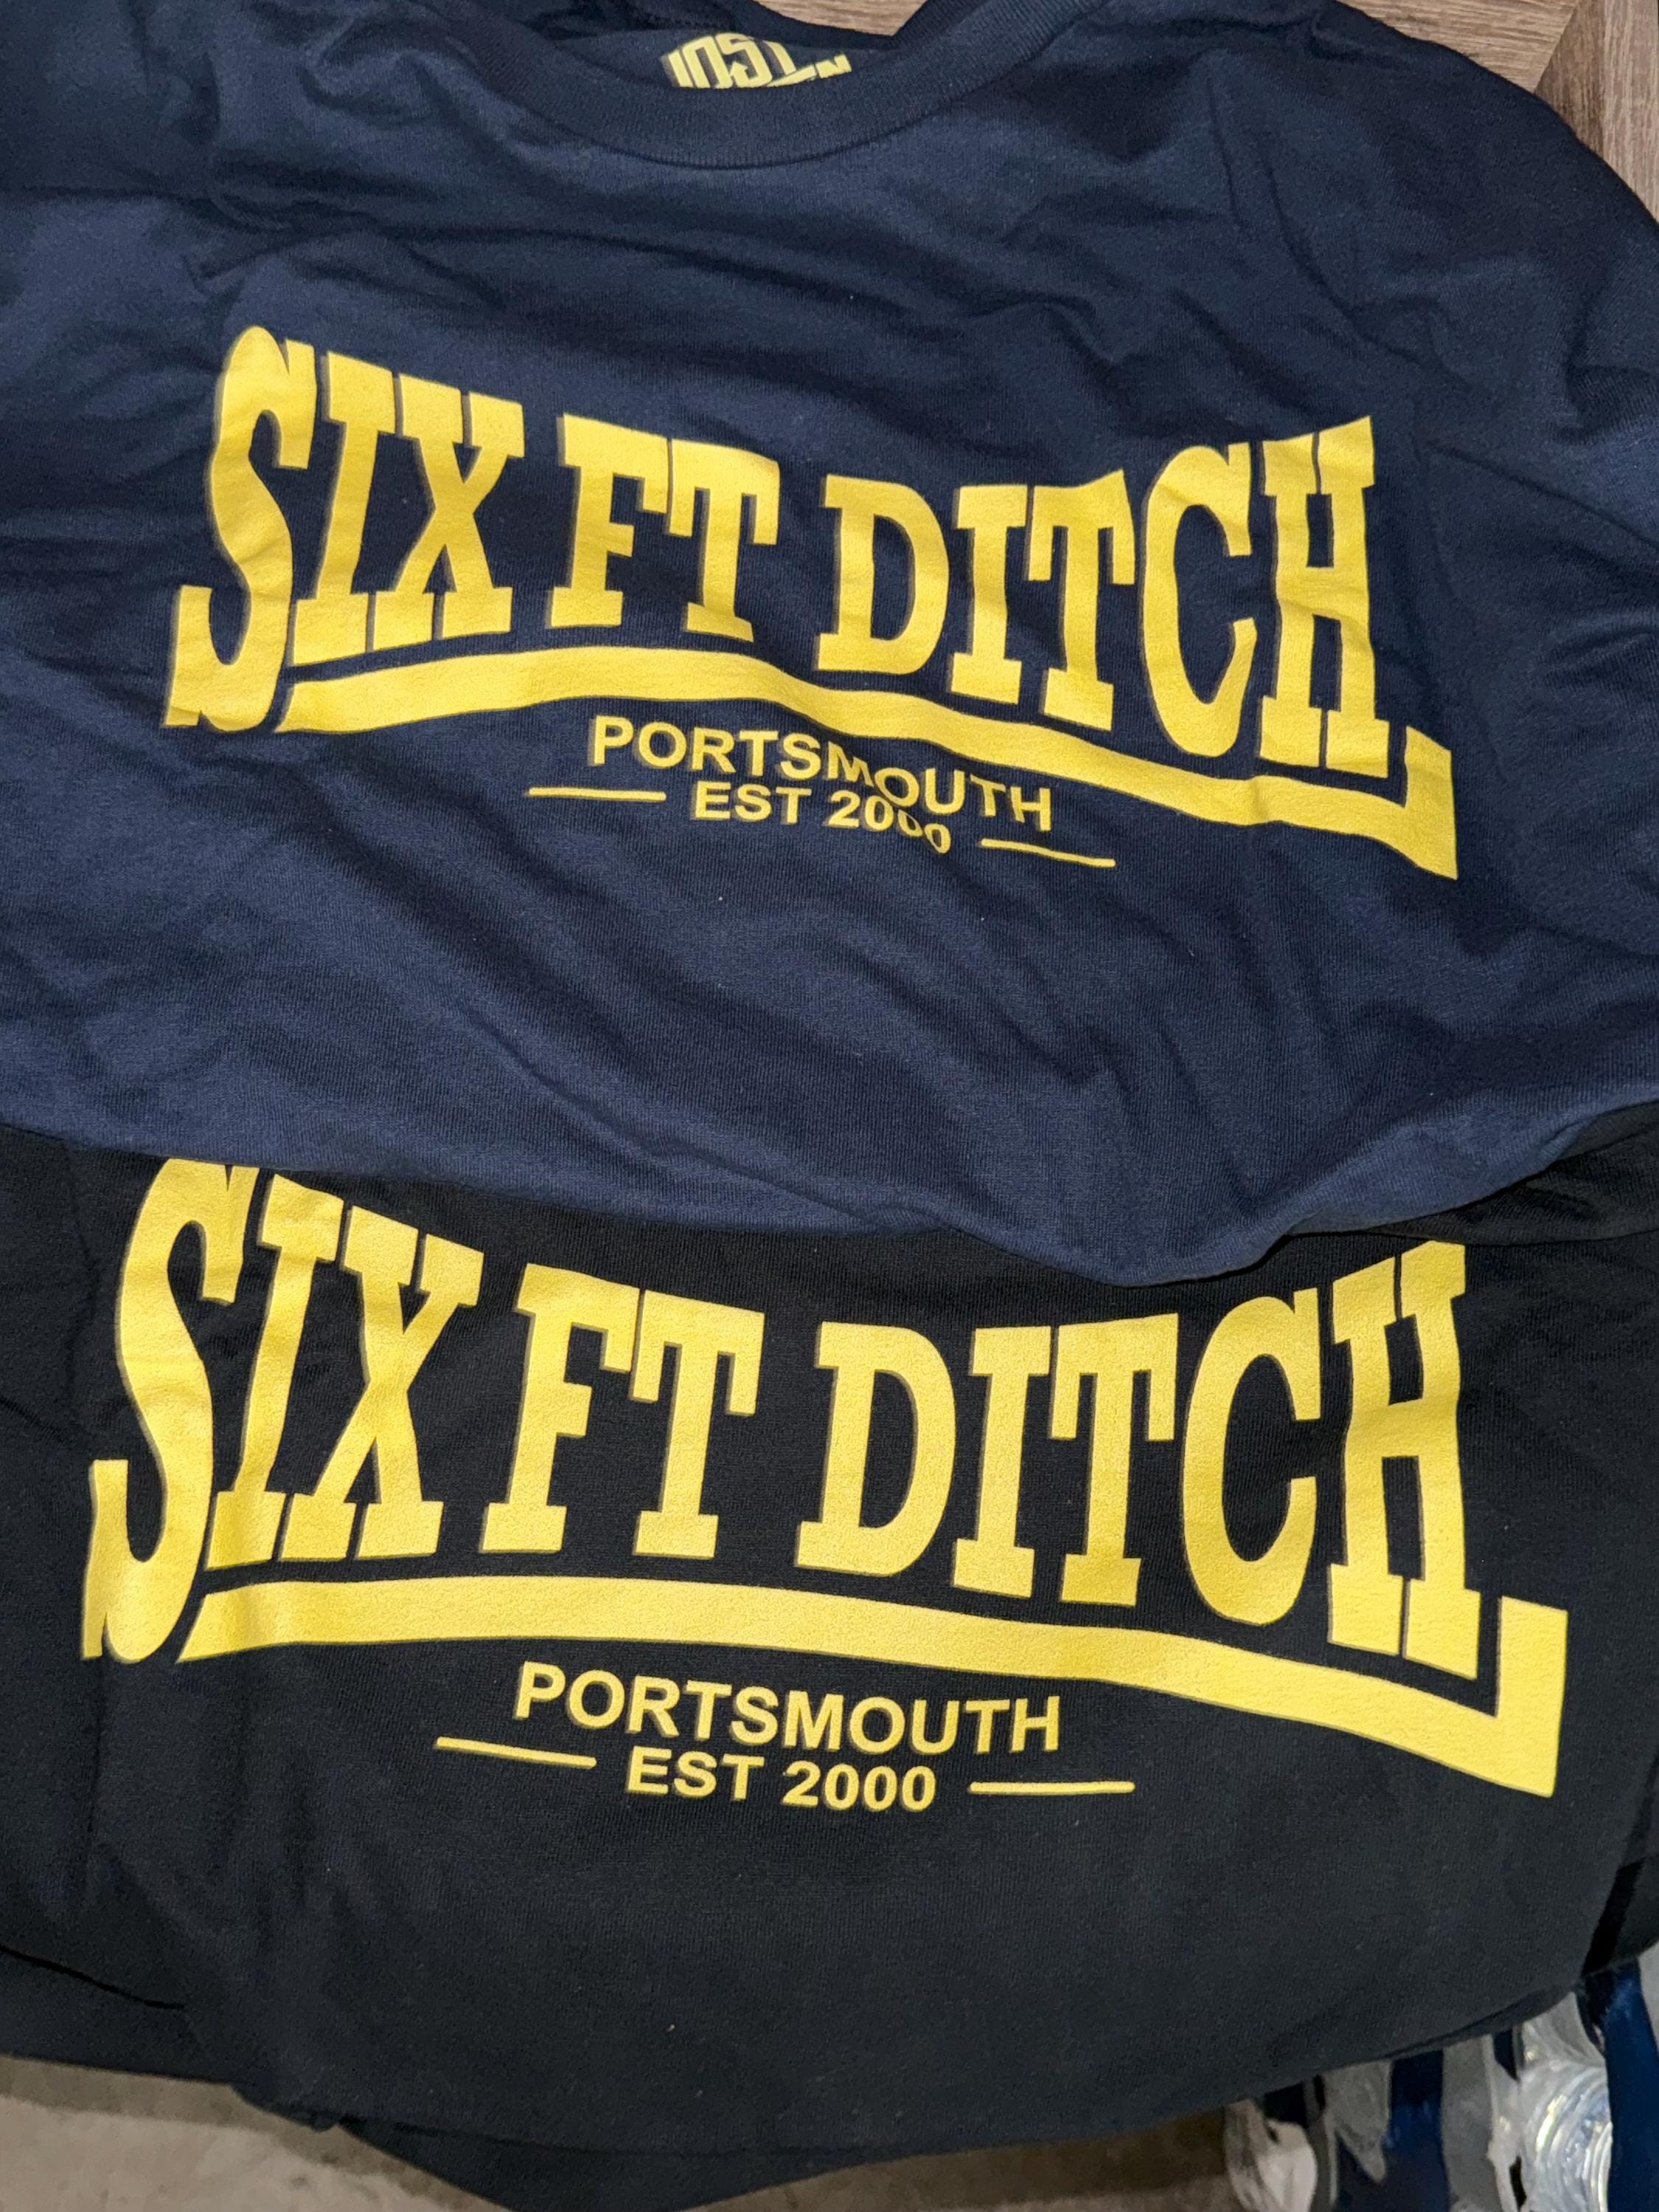 SIX FT DITCH
PORTSMOUTH
EST 2000
SIX FT DITCH
PORTSMOUTH
EST 2000